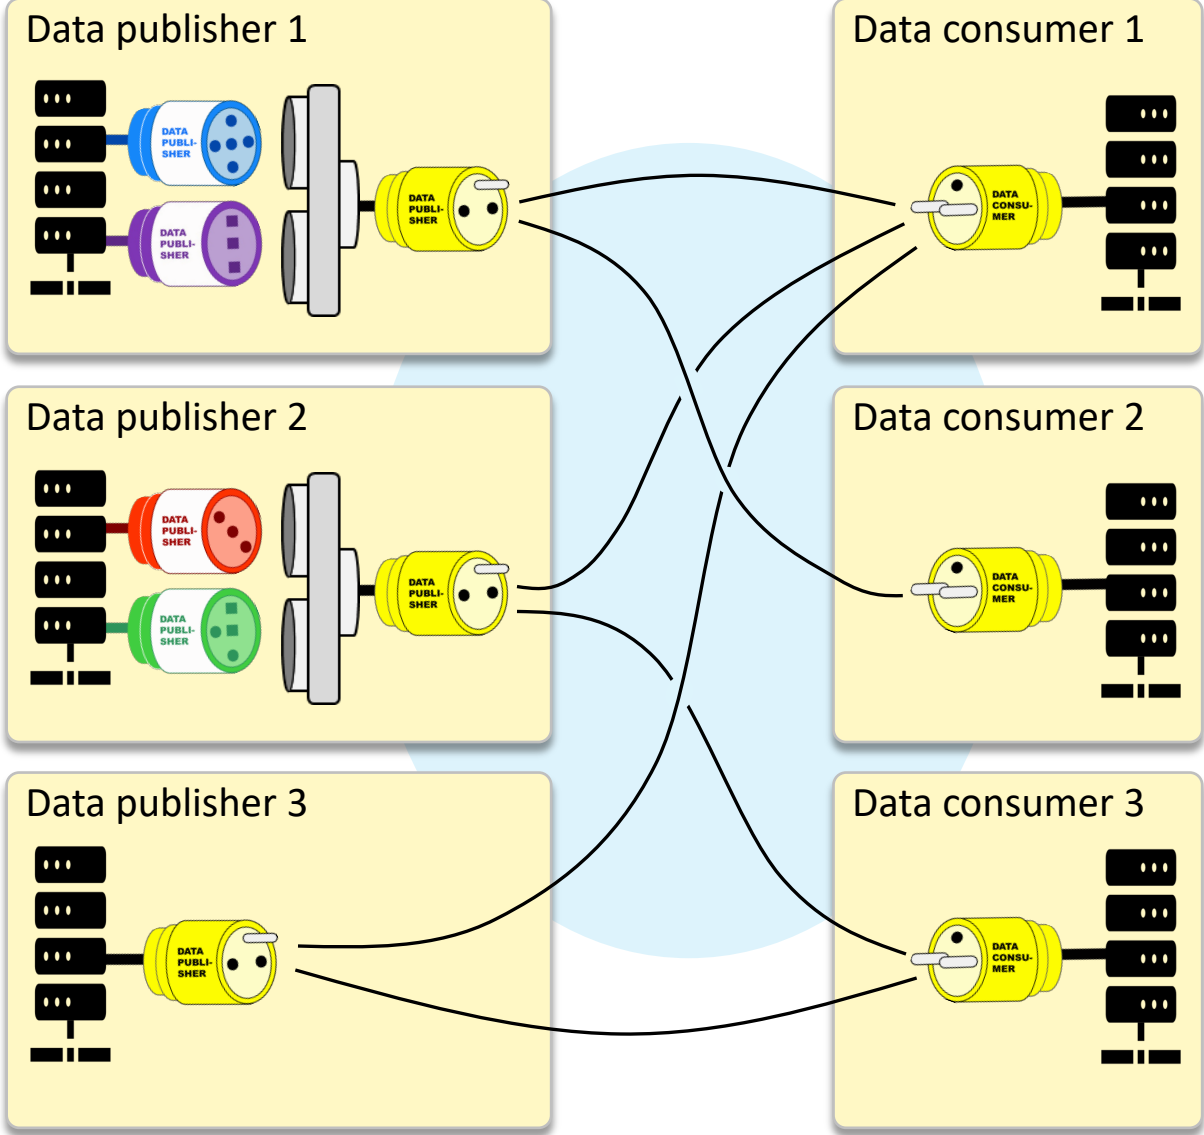 Data publisher 1
DATA
PUBLI-
SHER
DATA
PUBLI-
SHER
DATA
PUBLI-
SHER
Data consumer 1
DATA
CONSU-
MER
Data publisher 2
DATA
PUBLI-
SHER
DATA
PUBLI-
SHER
DATA
PUBLI-
SHER
Data consumer 2
DATA
CONSU-
MER
Data publisher 3
DATA
PUBLI-
SHER
Data consumer 3
DATA
CONSU-
MER